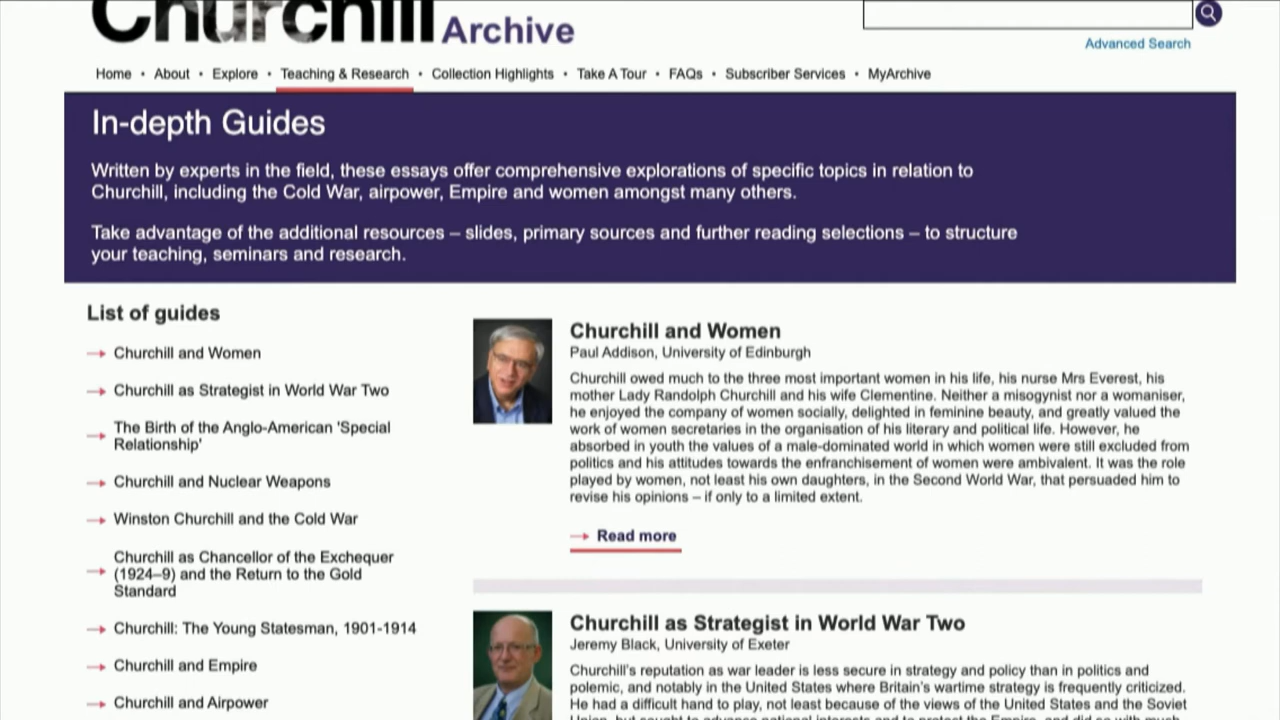 Churchill Archive
Advanced Search
Home • About • Explore • Teaching & Research • Collection Highlights • Take A Tour • FAQs • Subscriber Services • MyArchive
In-depth Guides
Written by experts in the field, these essays offer comprehensive explorations of specific topics in relation to
Churchill, including the Cold War, airpower, Empire and women amongst many others.
Take advantage of the additional resources – slides, primary sources and further reading selections – to structure
your teaching, seminars and research.
List of guides
Churchill and Women
Churchill as Strategist in World War Two
The Birth of the Anglo-American 'Special
Relationship'
Churchill and Nuclear Weapons
Winston Churchill and the Cold War
Churchill as Chancellor of the Exchequer
(1924–9) and the Return to the Gold
Standard
Churchill: The Young Statesman, 1901-1914
Churchill and Empire
Churchill and Airpower
Churchill and Women
Paul Addison, University of Edinburgh
Churchill owed much to the three most important women in his life, his nurse Mrs Everest, his
mother Lady Randolph Churchill and his wife Clementine. Neither a misogynist nor a womaniser,
he enjoyed the company of women socially, delighted in feminine beauty, and greatly valued the
work of women secretaries in the organisation of his literary and political life. However, he
absorbed in youth the values of a male-dominated world in which women were still excluded from
politics and his attitudes towards the enfranchisement of women were ambivalent. It was the role
played by women, not least his own daughters, in the Second World War, that persuaded him to
revise his opinions – if only to a limited extent.
Read more
Churchill as Strategist in World War Two
Jeremy Black, University of Exeter
Churchill's reputation as war leader is less secure in strategy and policy than in politics and
polemic, and notably in the United States where Britain's wartime strategy is frequently criticized.
He had a difficult hand to play, not least because of the views of the United States and the Soviet